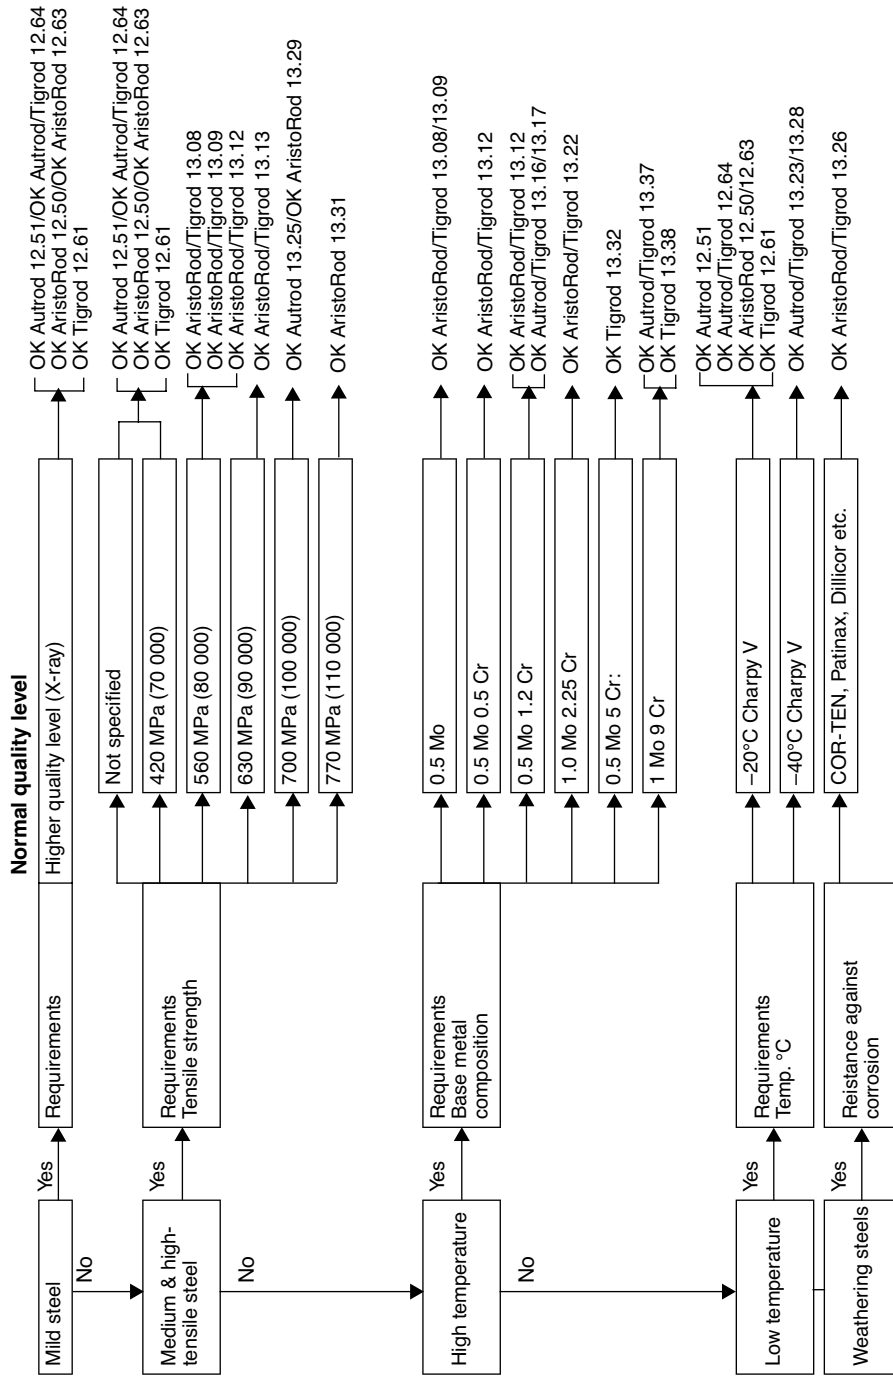 Normal quality level
Mild steel
Yes
Requirements
Higher quality level (X-ray)
OK Autrod 12.51/OK Autrod/Tigrod 12.64
OK AristoRod 12.50/OK AristoRod 12.63
OK Tigrod 12.61
No
Medium & high-
tensile steel
Yes
Requirements
Tensile strength
Not specified
420 MPa (70 000)
OK Autrod 12.51/OK Autrod/Tigrod 12.64
OK AristoRod 12.50/OK AristoRod 12.63
OK Tigrod 12.61
560 MPa (80 000)
OK AristoRod/Tigrod 13.08
OK AristoRod/Tigrod 13.09
OK AristoRod/Tigrod 13.12
630 MPa (90 000)
OK AristoRod/Tigrod 13.13
700 MPa (100 000)
OK Autrod 13.25/OK AristoRod 13.29
770 MPa (110 000)
OK AristoRod 13.31
No
High temperature
Yes
Requirements
Base metal
composition
0.5 Mo
OK AristoRod/Tigrod 13.08/13.09
0.5 Mo 0.5 Cr
OK AristoRod/Tigrod 13.12
0.5 Mo 1.2 Cr
OK AristoRod/Tigrod 13.12
OK Autrod/Tigrod 13.16/13.17
1.0 Mo 2.25 Cr
OK AristoRod/Tigrod 13.22
0.5 Mo 5 Cr:
OK Tigrod 13.32
1 Mo 9 Cr
OK Autrod/Tigrod 13.37
OK Tigrod 13.38
No
Low temperature
Yes
Requirements
Temp. °C
–20°C Charpy V
OK Autrod 12.51
OK Autrod/Tigrod 12.64
OK AristoRod 12.50/12.63
OK Tigrod 12.61
–40°C Charpy V
OK Autrod/Tigrod 13.23/13.28
Weathering steels
Yes
Reistance against
corrosion
COR-TEN, Patinax, Dillicor etc.
OK AristoRod/Tigrod 13.26